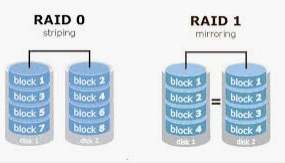 RAID 0
striping
block 1
block 3
block 5
block 7
disk 1
block 2
block 4
block 6
block 8
disk 2
RAID 1
mirroring
block 1
block 2
block 3
block 4
disk 1
=
block 1
block 2
block 3
block 4
disk 2